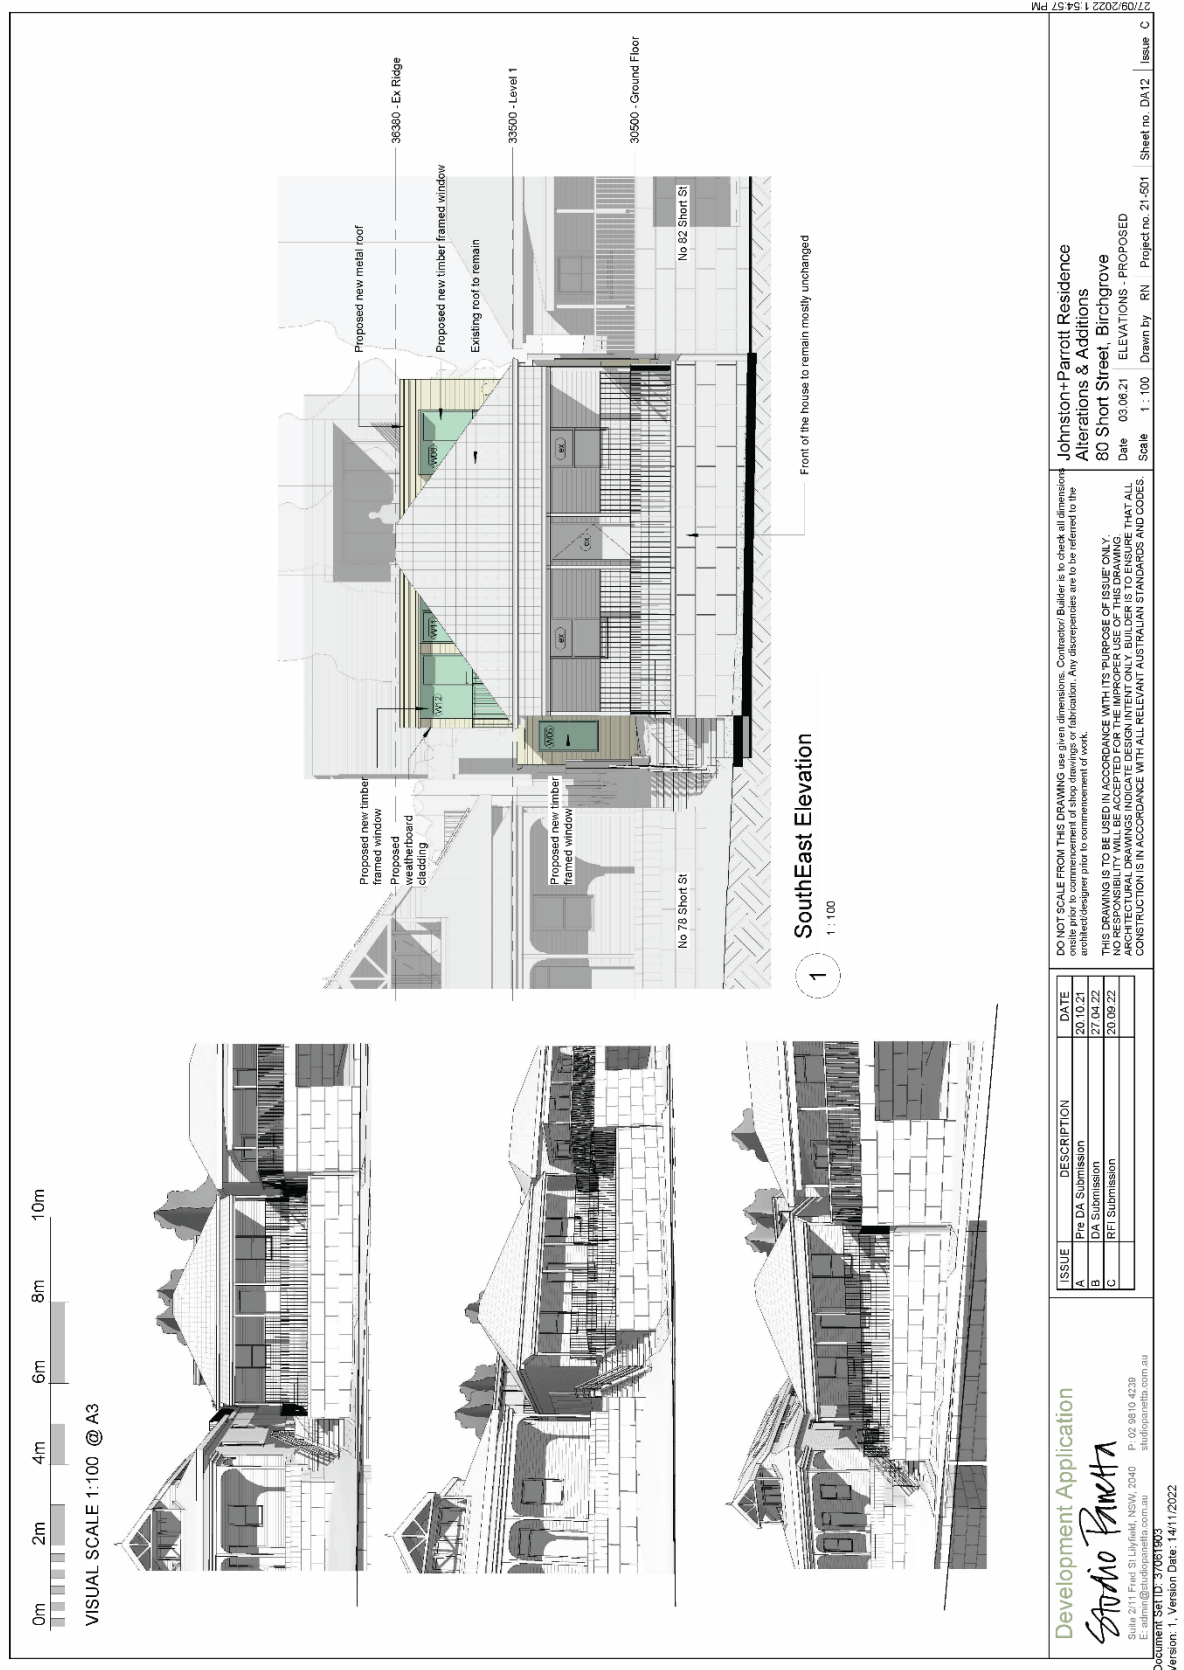 27/09/2022 1:54:57 PM
0m 2m 4m 6m 8m 10m
VISUAL SCALE 1:100 @ A3
36380 - Ex Ridge
33500 - Level 1
30500 - Ground Floor
Proposed new metal roof
Proposed new timber framed window
Existing roof to remain
Proposed new timber
framed window
Proposed
weatherboard
cladding
Proposed new timber
framed window
W12
W11
W08
W05
ex
ex
ex
No 78 Short St
No 82 Short St
Front of the house to remain mostly unchanged
1
SouthEast Elevation
1 : 100
Development Application
Studio Panetta
Suite 2/11 Fred St Lilyfield, NSW, 2040 P: 02 9810 4239
E: admin@studiopanetta.com.au studiopanetta.com.au
ISSUE DESCRIPTION DATE
A Pre DA Submission 20.10.21
B DA Submission 27.04.22
C RFI Submission 20.09.22
DO NOT SCALE FROM THIS DRAWING use given dimensions. Contractor/ Builder is to check all dimensions
onsite prior to commencement of shop drawings or fabrication. Any discrepencies are to be referred to the
architect/designer prior to commencement of work.
THIS DRAWING IS TO BE USED IN ACCORDANCE WITH ITS 'PURPOSE OF ISSUE' ONLY.
NO RESPONSIBILITY WILL BE ACCEPTED FOR THE IMPROPER USE OF THIS DRAWING.
ARCHITECTURAL DRAWINGS INDICATE DESIGN INTENT ONLY. BUILDER IS TO ENSURE THAT ALL
CONSTRUCTION IS IN ACCORDANCE WITH ALL RELEVANT AUSTRALIAN STANDARDS AND CODES.
Johnston+Parrott Residence
Alterations & Additions
80 Short Street, Birchgrove
Date 03.06.21 ELEVATIONS - PROPOSED
Scale 1 : 100 Drawn by RN Project no. 21-501 Sheet no. DA12 Issue C
Document Set ID: 37061903
Version: 1, Version Date: 14/11/2022